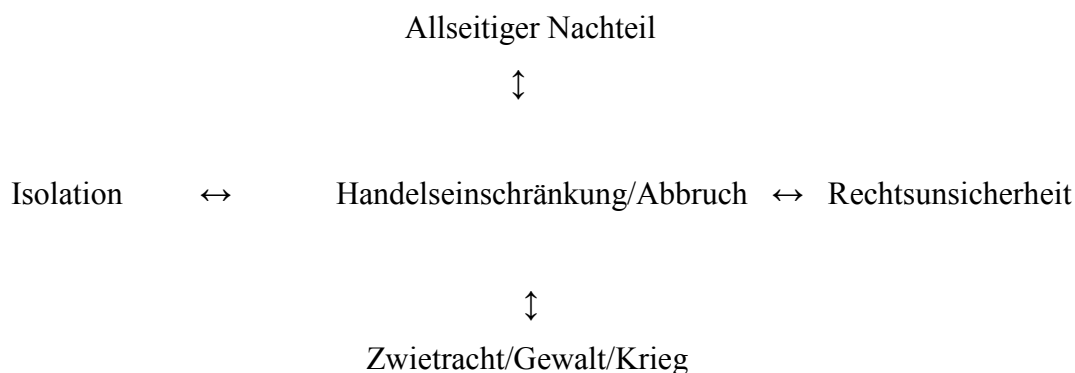 Allseitiger Nachteil
↕
Isolation ↔ Handelseinschränkung/Abbruch ↔ Rechtsunsicherheit
↕
Zwietracht/Gewalt/Krieg